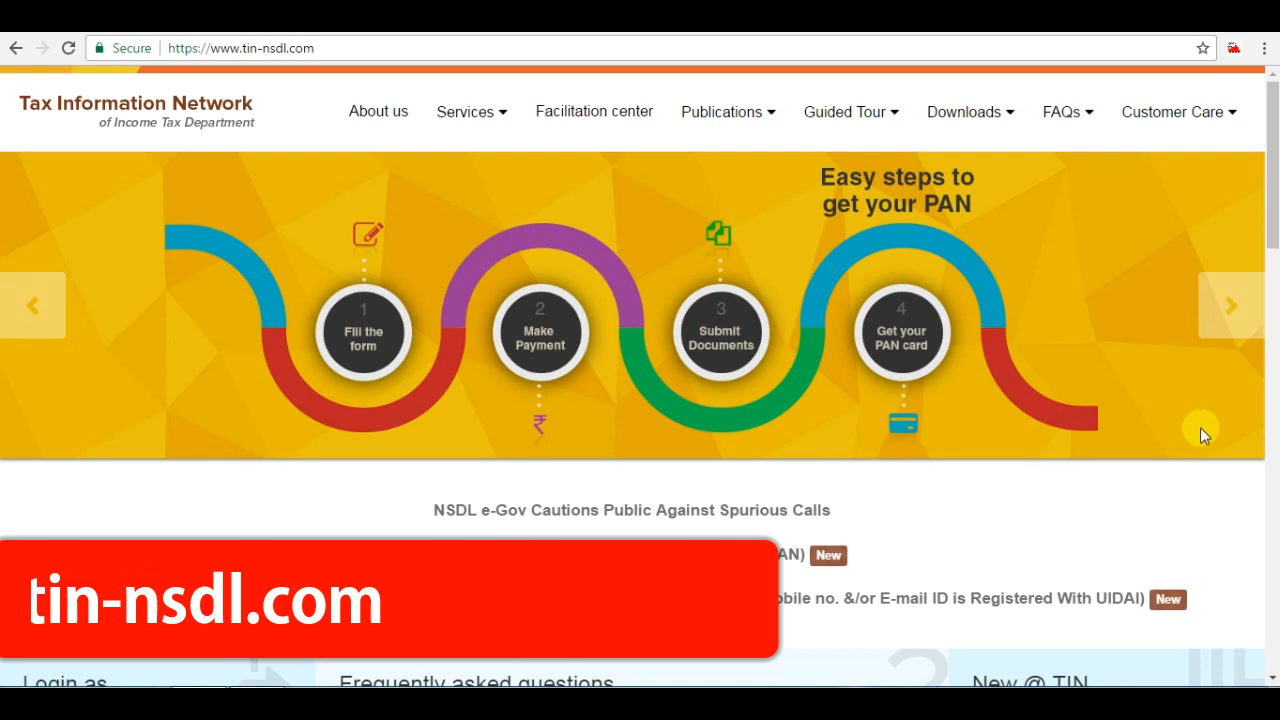 Secure
https://www.tin-nsdl.com
Tax Information Network
of Income Tax Department
About us
Services
Facilitation center
Publications
Guided Tour
Downloads
FAQs
Customer Care
Easy steps to
get your PAN
1
Fill the
form
2
Make
Payment
3
Submit
Documents
4
Get your
PAN card
NSDL e-Gov Cautions Public Against Spurious Calls
AN) New
no. &/or E-mail ID is Registered With UIDAI) New
tin-nsdl.com
Login as
Frequently asked questions
New @ TIN